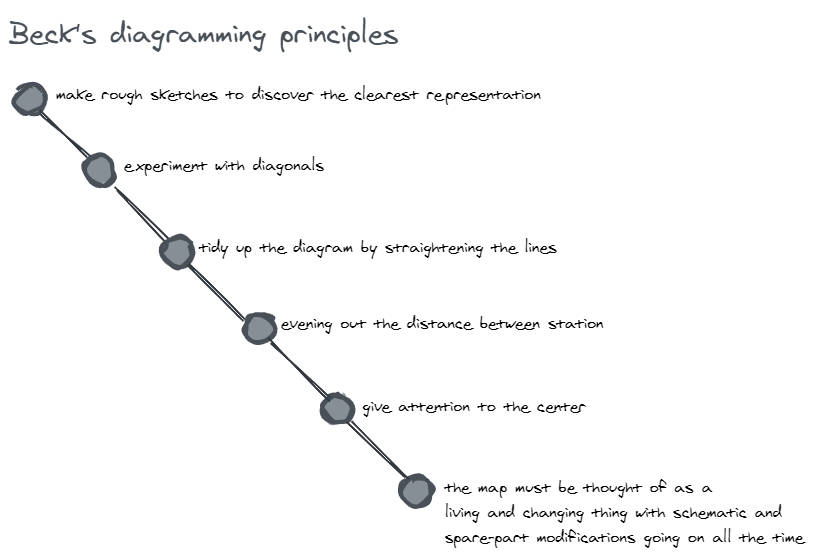 Beck's diagramming principles
make rough sketches to discover the clearest representation
experiment with diagonals
tidy up the diagram by straightening the lines
evening out the distance between station
give attention to the center
the map must be thought of as a
living and changing thing with schematic and
spare-part modifications going on all the time